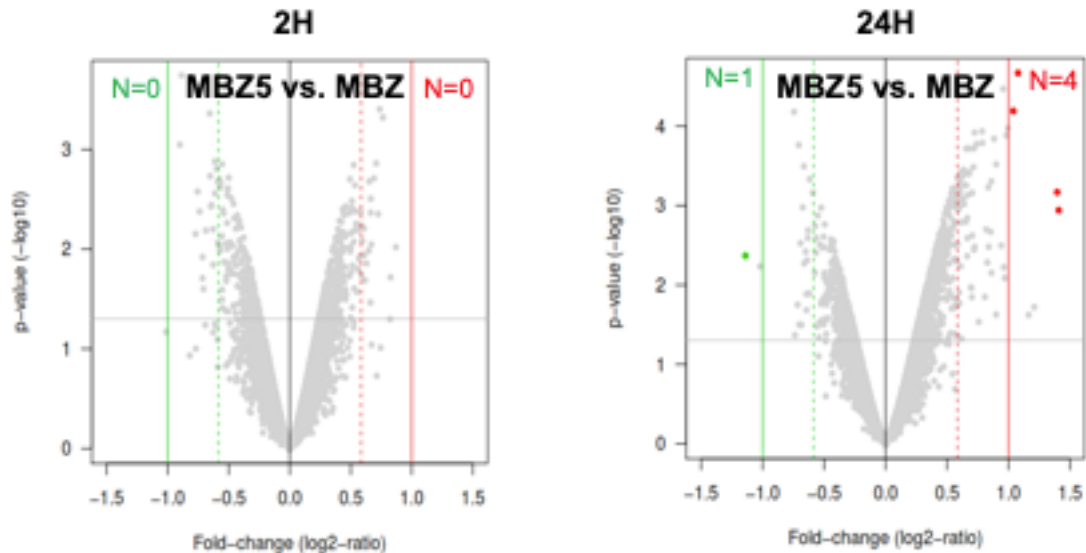 2H
N=0
MBZ5 vs. MBZ
N=0
3
2
1
0
p-value (-log10)
-1.5 -1.0 -0.5 0.0 0.5 1.0 1.5
Fold-change (log2-ratio)
24H
N=1
MBZ5 vs. MBZ
N=4
4
3
2
1
0
p-value (-log10)
-1.5 -1.0 -0.5 0.0 0.5 1.0 1.5
Fold-change (log2-ratio)